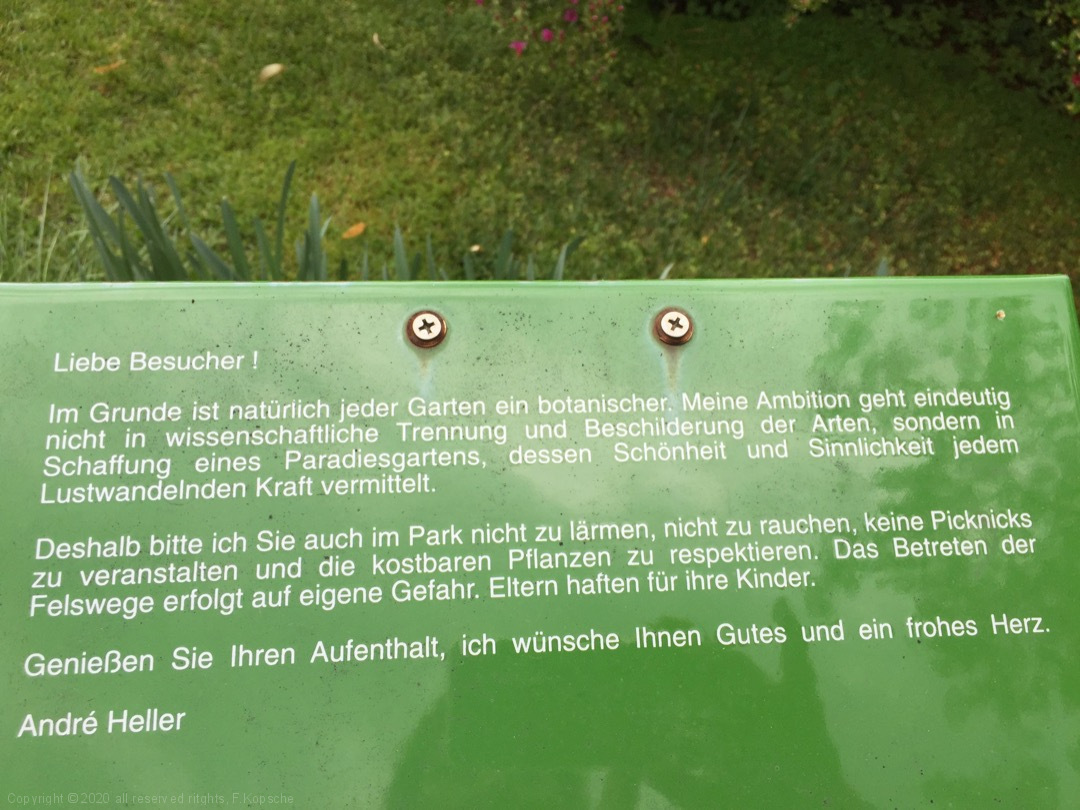 Liebe Besucher !
Im Grunde ist natürlich jeder Garten ein botanischer. Meine Ambition geht eindeutig
nicht in wissenschaftliche Trennung und Beschilderung der Arten, sondern in
Schaffung eines Paradiesgartens, dessen Schönheit und Sinnlichkeit jedem
Lustwandelnden Kraft vermittelt.
Deshalb bitte ich Sie auch im Park nicht zu lärmen, nicht zu rauchen, keine Picknicks
zu veranstalten und die kostbaren Pflanzen zu respektieren. Das Betreten der
Felswege erfolgt auf eigene Gefahr. Eltern haften für ihre Kinder.
Genießen Sie Ihren Aufenthalt, ich wünsche Ihnen Gutes und ein frohes Herz.
André Heller
Copyright © 2020 all reserved ritghts, F.Kopsche